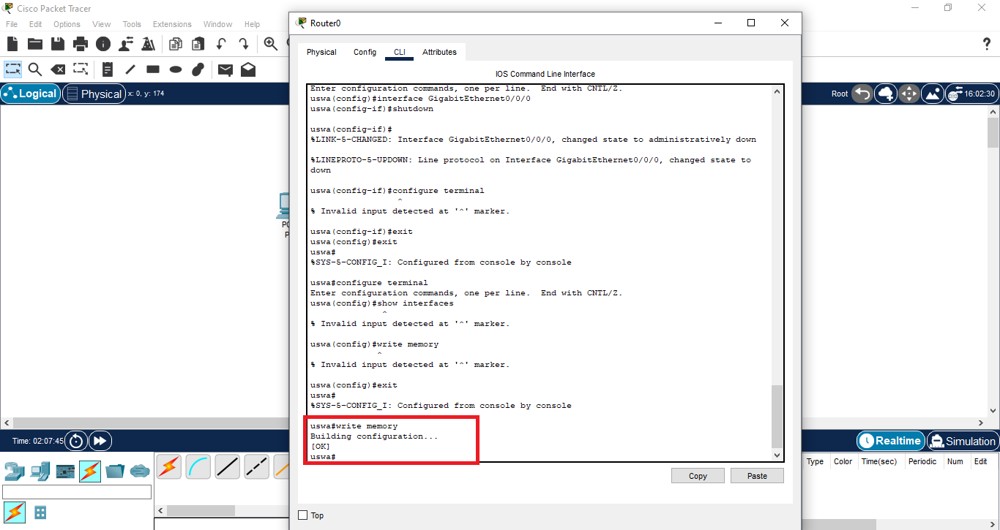 Cisco Packet Tracer
File Edit Options View Tools Extensions Window Help
Logical Physical x: 0, y: 174
Root 16:02:30
Router0
Physical Config CLI Attributes
IOS Command Line Interface
Enter configuration commands, one per line. End with CNTL/Z.
uswa(config)#interface GigabitEthernet0/0/0
uswa(config-if)#shutdown
uswa(config-if)#
%LINK-5-CHANGED: Interface GigabitEthernet0/0/0, changed state to administratively down
%LINEPROTO-5-UPDOWN: Line protocol on Interface GigabitEthernet0/0/0, changed state to
down
uswa(config-if)#configure terminal
^
% Invalid input detected at '^' marker.
uswa(config-if)#exit
uswa(config)#exit
uswa#
%SYS-5-CONFIG_I: Configured from console by console
uswa#configure terminal
Enter configuration commands, one per line. End with CNTL/Z.
uswa(config)#show interfaces
^
% Invalid input detected at '^' marker.
uswa(config)#write memory
^
% Invalid input detected at '^' marker.
uswa(config)#exit
uswa#
%SYS-5-CONFIG_I: Configured from console by console
uswa#write memory
Building configuration...
[OK]
uswa#
Copy Paste
Top
Time: 02:07:45
Realtime Simulation
Type Color Time(sec) Periodic Num Edit